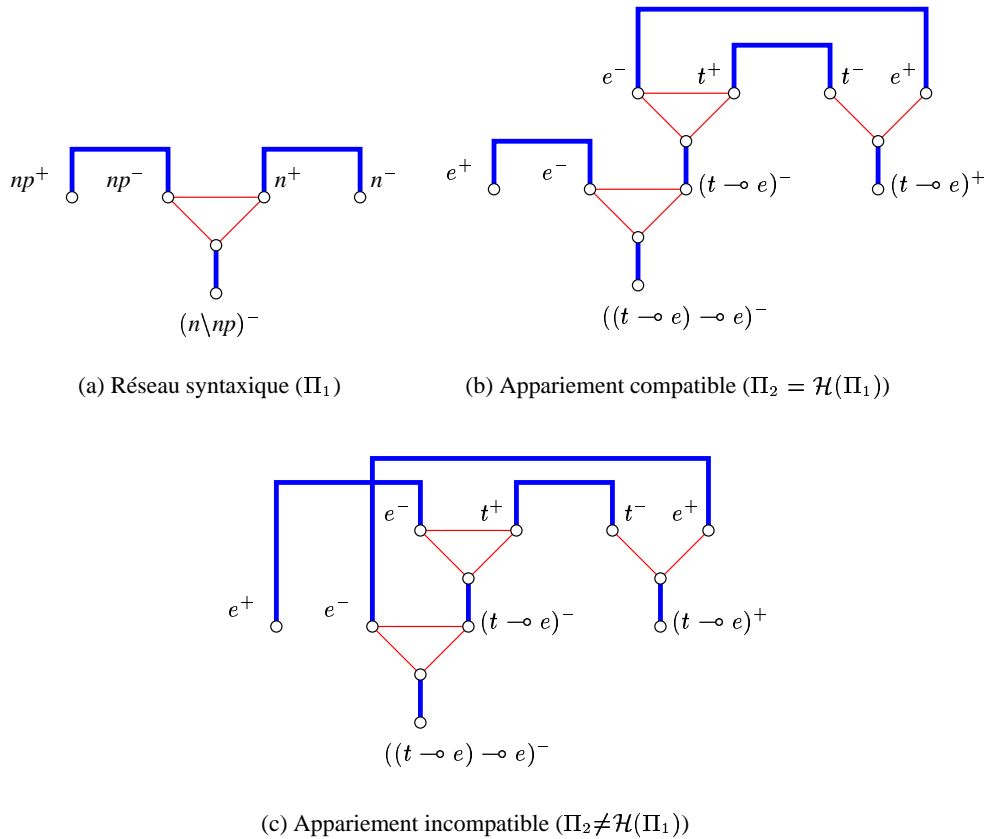 e⁻ t⁺ t⁻ e⁺
np⁺ np⁻ n⁺ n⁻
e⁺ e⁻ (t ⊸ e)⁻ (t ⊸ e)⁺
(n\np)⁻
((t ⊸ e) ⊸ e)⁻
(a) Réseau syntaxique (Π₁)
(b) Appariement compatible (Π₂ = ℋ(Π₁))
e⁻ t⁺ t⁻ e⁺
e⁺ e⁻ (t ⊸ e)⁻ (t ⊸ e)⁺
((t ⊸ e) ⊸ e)⁻
(c) Appariement incompatible (Π₂≠ℋ(Π₁))